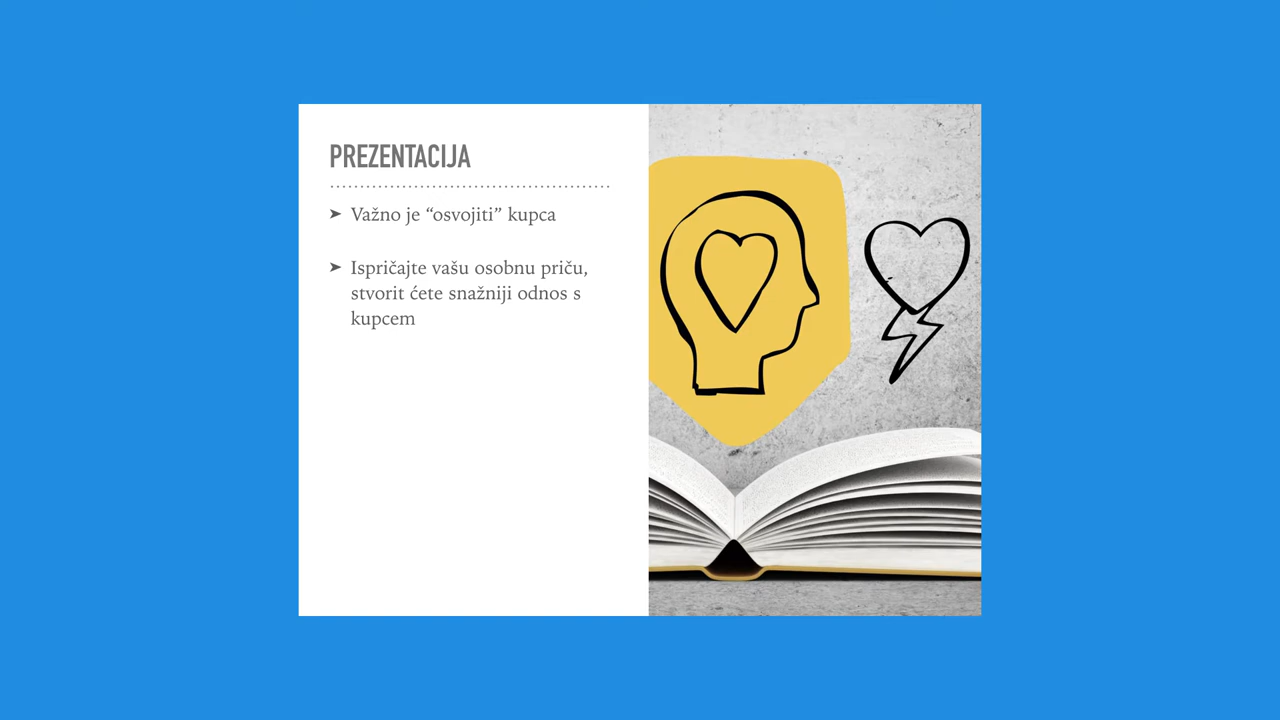 PREZENTACIJA
➤ Važno je “osvojiti” kupca
➤ Ispričajte vašu osobnu priču,
stvorit ćete snažniji odnos s
kupcem